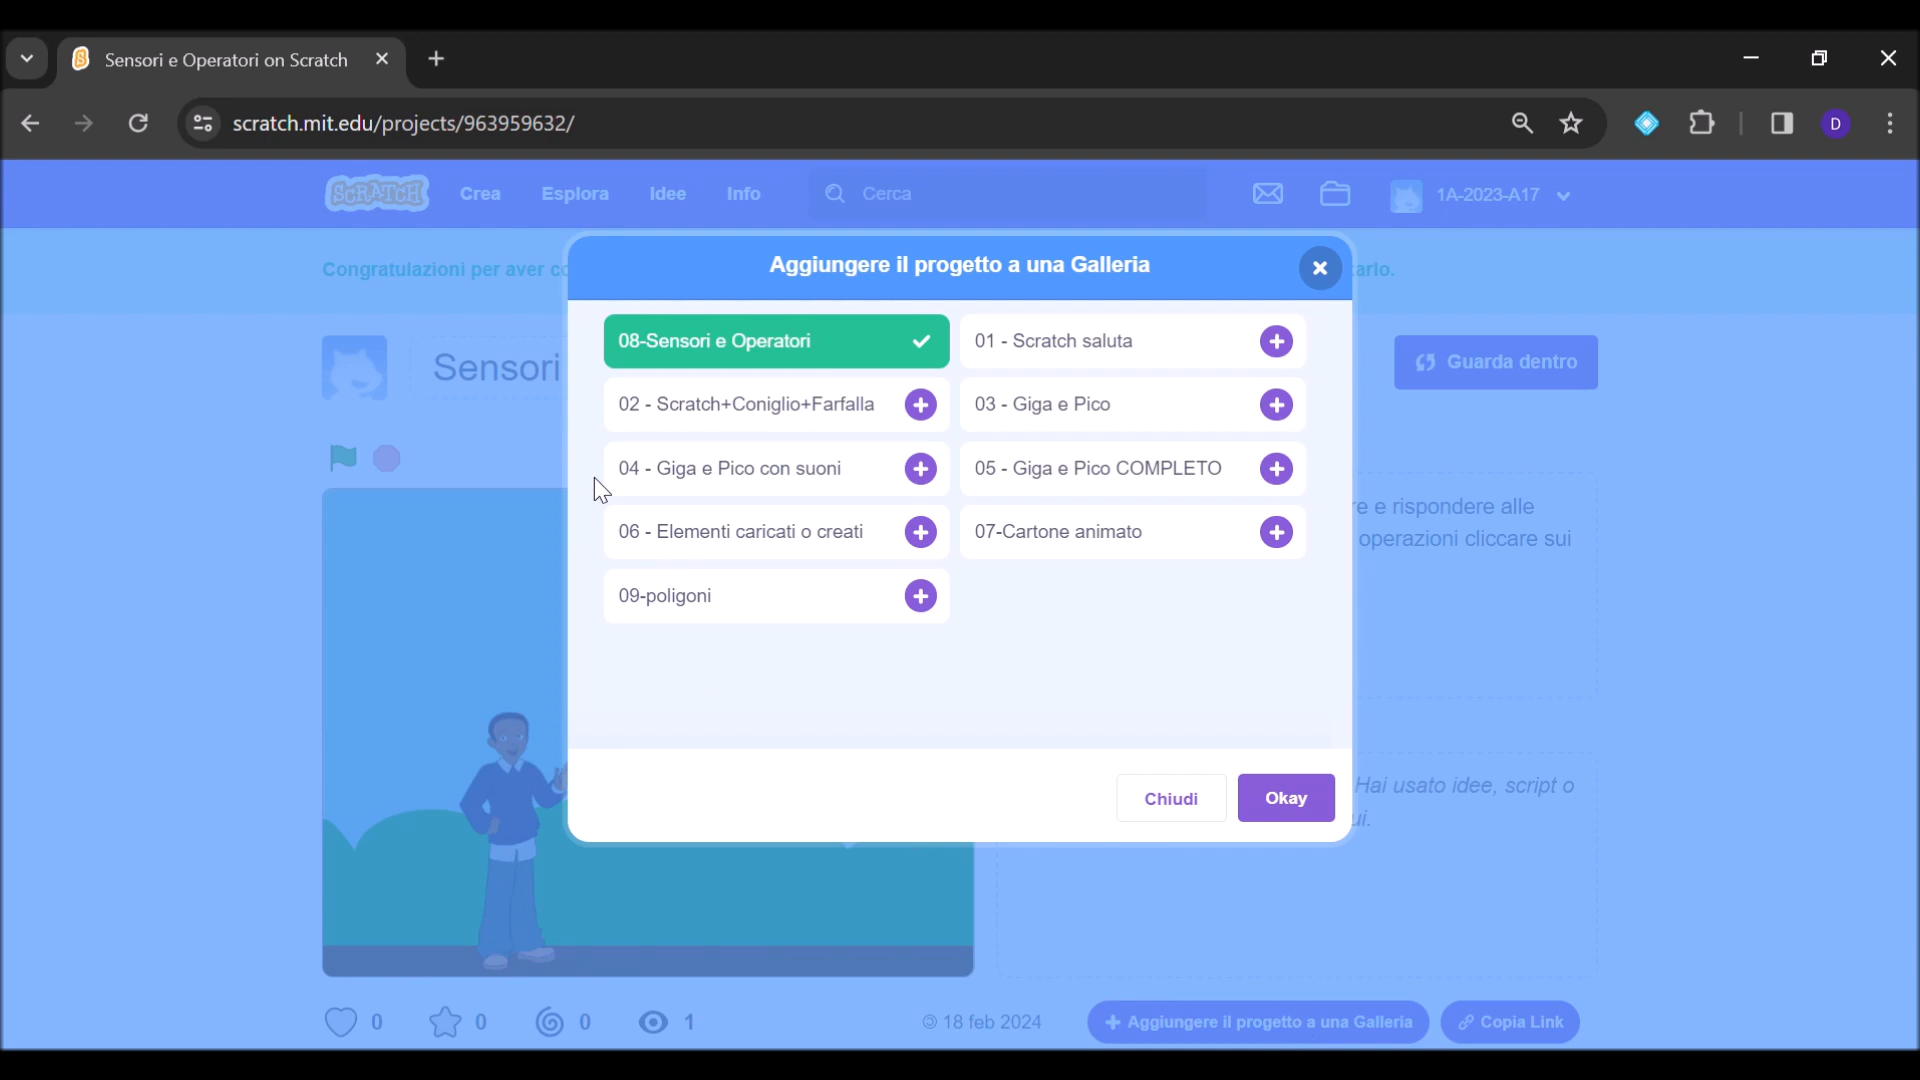 Sensori e Operatori on Scratch
scratch.mit.edu/projects/963959632/
D
SCRATCH Crea Esplora Idee Info Cerca 1A-2023-A17
Congratulazioni per aver
Aggiungere il progetto a una Galleria
Sensori
08-Sensori e Operatori
01 - Scratch saluta
Guarda dentro
02 - Scratch+Coniglio+Farfalla
03 - Giga e Pico
04 - Giga e Pico con suoni
05 - Giga e Pico COMPLETO
e rispondere alle
06 - Elementi caricati o creati
07-Cartone animato
operazioni cliccare sui
09-poligoni
Chiudi
Okay
Hai usato idee, script o
0 0 0 1
© 18 feb 2024
Aggiungere il progetto a una Galleria
Copia Link